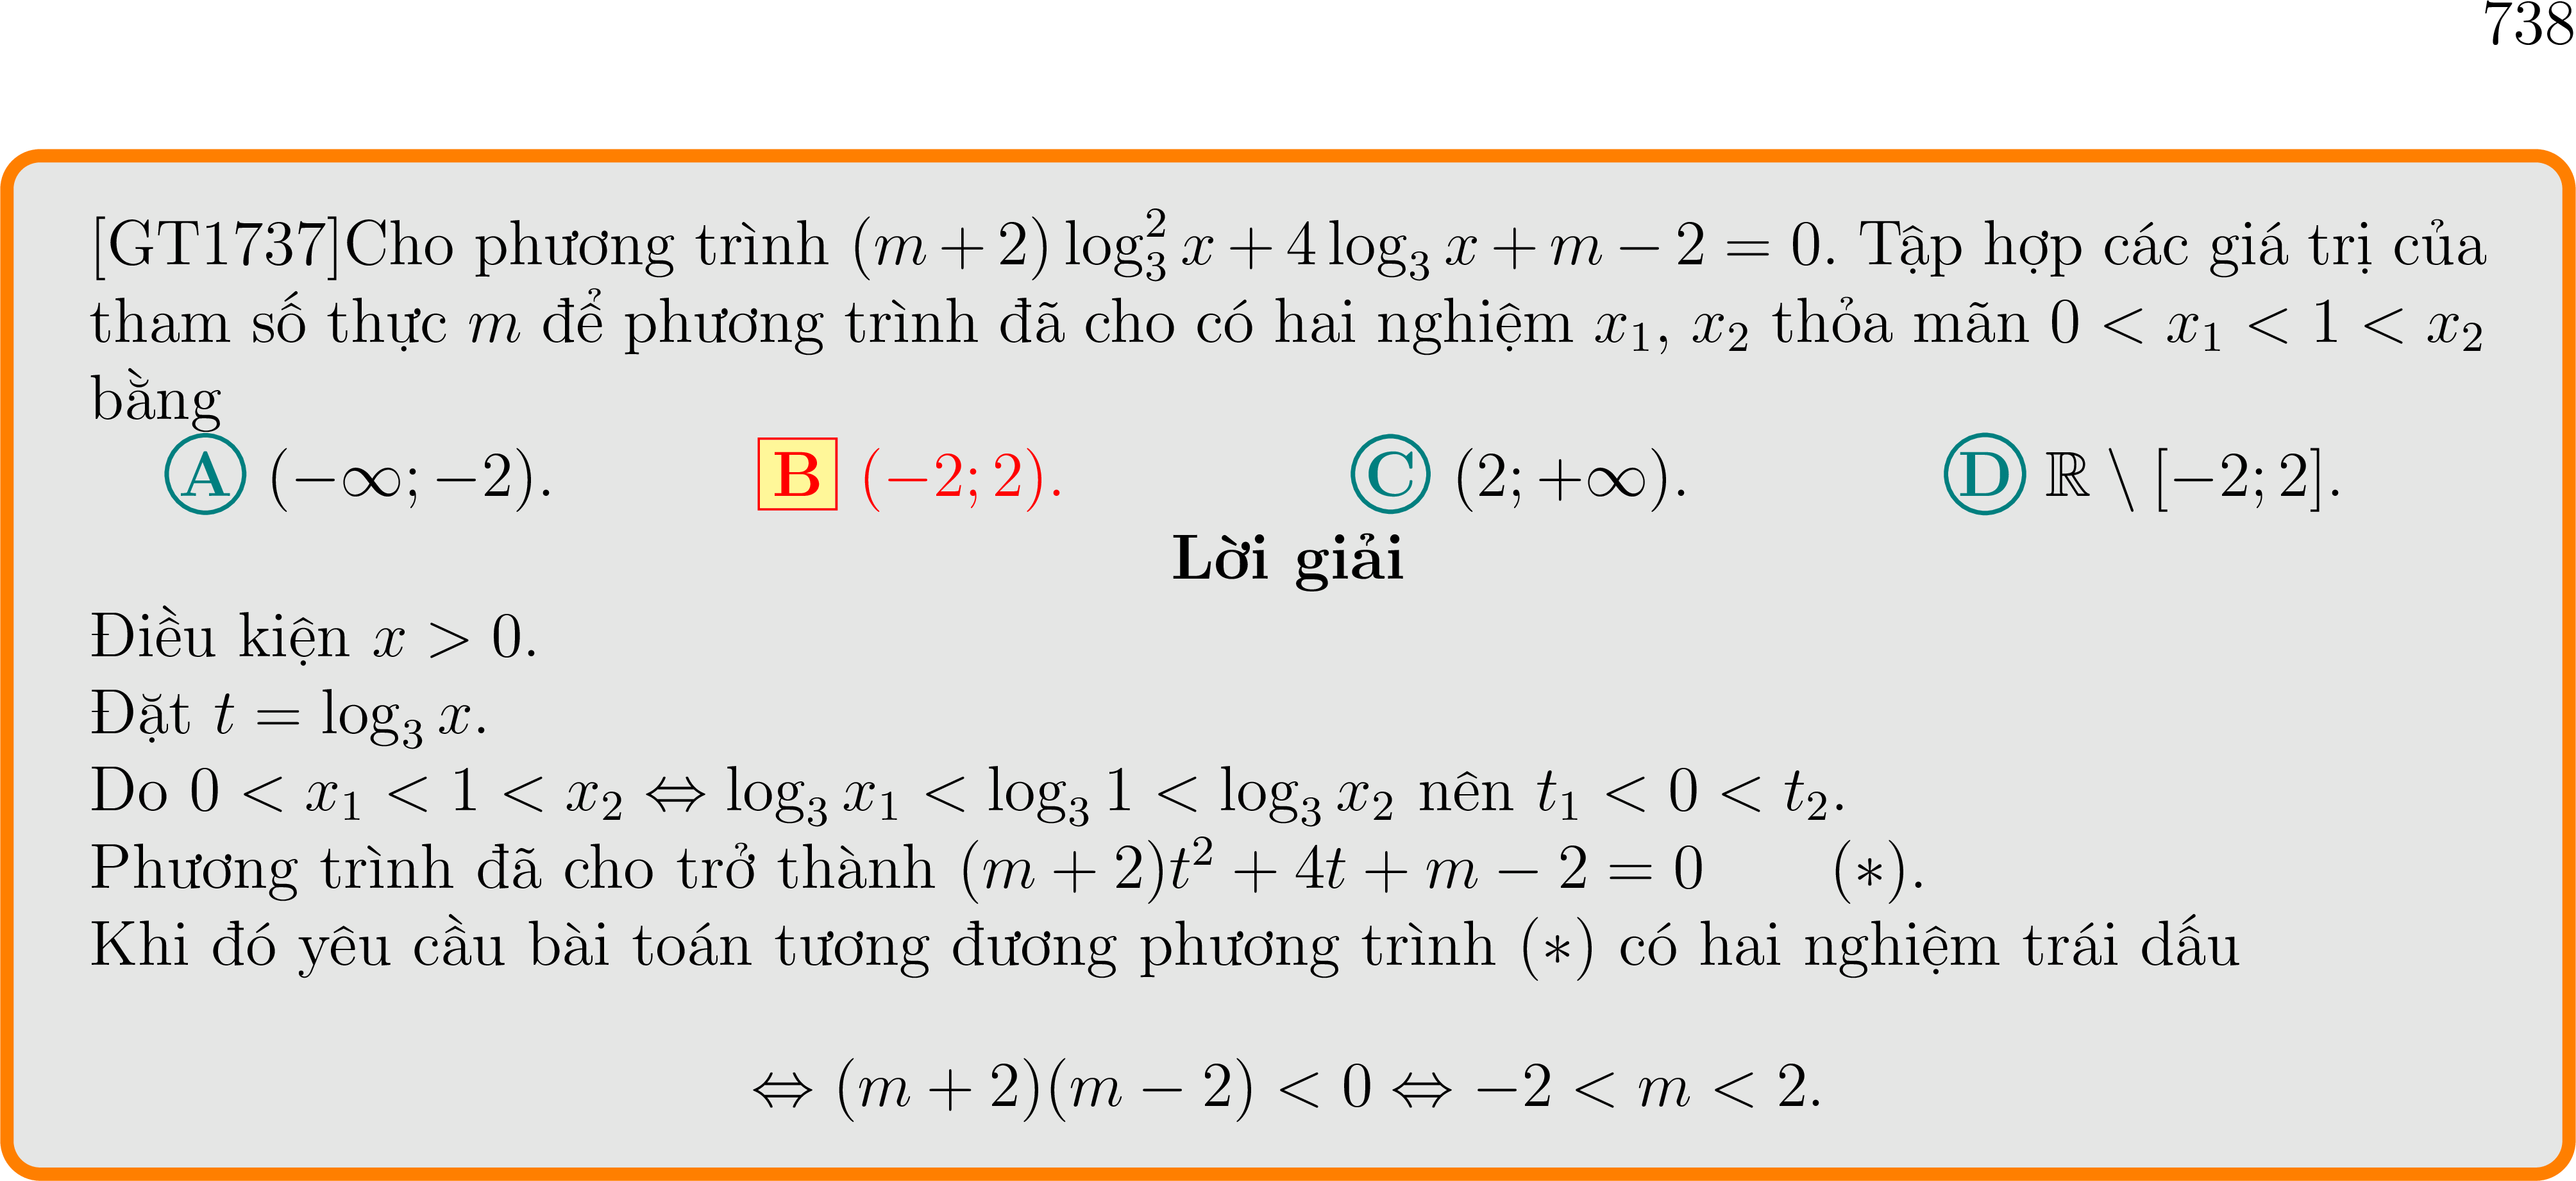 738
[GT1737]Cho phương trình $(m+2)\log_3^2 x + 4\log_3 x + m - 2 = 0$. Tập hợp các giá trị của
tham số thực $m$ để phương trình đã cho có hai nghiệm $x_1$, $x_2$ thỏa mãn $0 < x_1 < 1 < x_2$
bằng
A $(-\infty; -2)$. B $(-2; 2)$. C $(2; +\infty)$. D $\mathbb{R} \setminus [-2; 2]$.
Lời giải
Điều kiện $x > 0$.
Đặt $t = \log_3 x$.
Do $0 < x_1 < 1 < x_2 \Leftrightarrow \log_3 x_1 < \log_3 1 < \log_3 x_2$ nên $t_1 < 0 < t_2$.
Phương trình đã cho trở thành $(m+2)t^2 + 4t + m - 2 = 0$ $(*)$.
Khi đó yêu cầu bài toán tương đương phương trình $(*)$ có hai nghiệm trái dấu
$\Leftrightarrow (m+2)(m-2) < 0 \Leftrightarrow -2 < m < 2.$